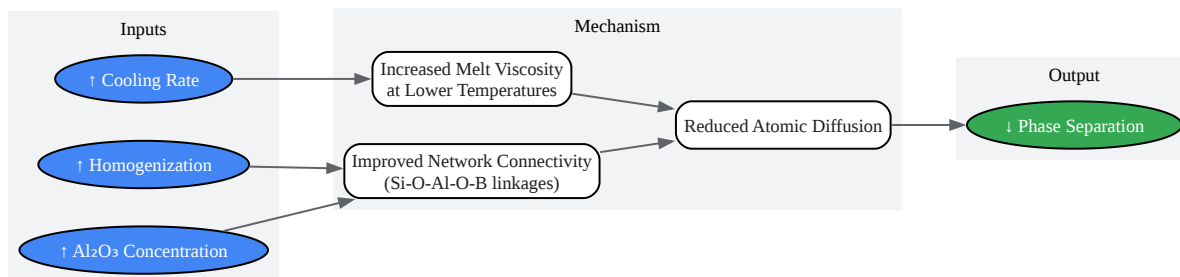 Inputs
↑ Cooling Rate
↑ Homogenization
↑ Al₂O₃ Concentration
Mechanism
Increased Melt Viscosity
at Lower Temperatures
Improved Network Connectivity
(Si-O-Al-O-B linkages)
Reduced Atomic Diffusion
Output
↓ Phase Separation